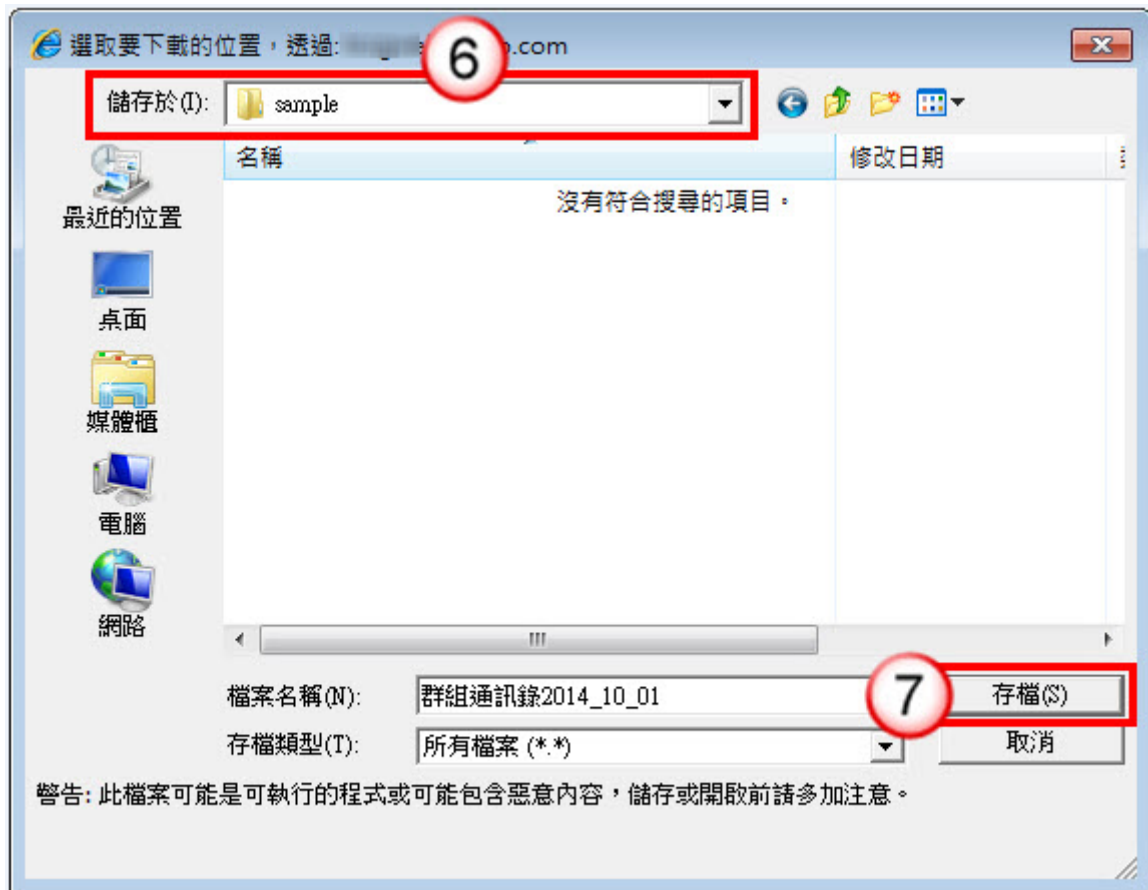 選取要下載的位置，透過: .com
6
儲存於(I): sample
名稱 修改日期
沒有符合搜尋的項目。
最近的位置
桌面
媒體櫃
電腦
網路
檔案名稱(N): 群組通訊錄2014_10_01
7 存檔(S)
存檔類型(T): 所有檔案 (*.*)
取消
警告: 此檔案可能是可執行的程式或可能包含惡意內容，儲存或開啟前請多加注意。